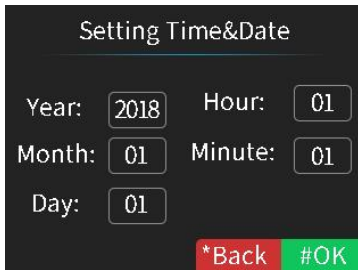 Setting Time&Date
Year: 2018 Hour: 01
Month: 01 Minute: 01
Day: 01
*Back #OK